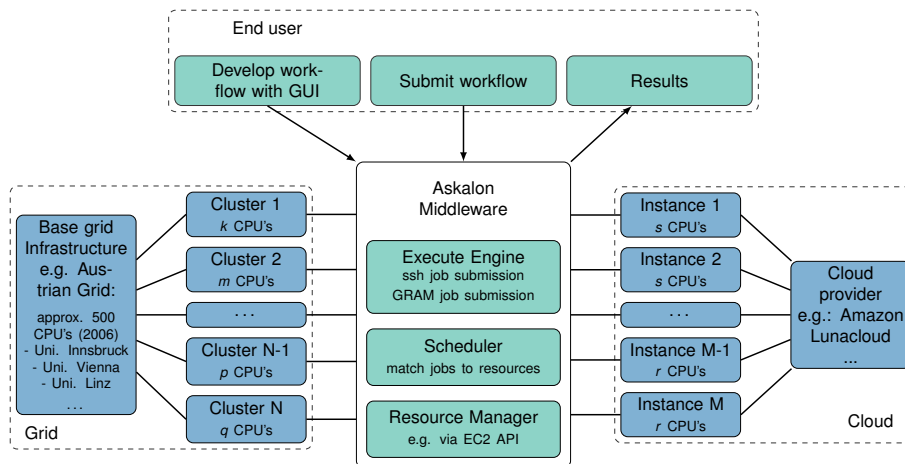 End user
Develop work-
flow with GUI
Submit workflow
Results
Askalon
Middleware
Execute Engine
ssh job submission
GRAM job submission
Scheduler
match jobs to resources
Resource Manager
e.g. via EC2 API
Base grid
Infrastructure
e.g. Aus-
trian Grid:
approx. 500
CPU's (2006)
- Uni. Innsbruck
- Uni. Vienna
- Uni. Linz
...
Grid
Cluster 1
k CPU's
Cluster 2
m CPU's
...
Cluster N-1
p CPU's
Cluster N
q CPU's
Instance 1
s CPU's
Instance 2
s CPU's
...
Instance M-1
r CPU's
Instance M
r CPU's
Cloud
provider
e.g.: Amazon
Lunacloud
...
Cloud